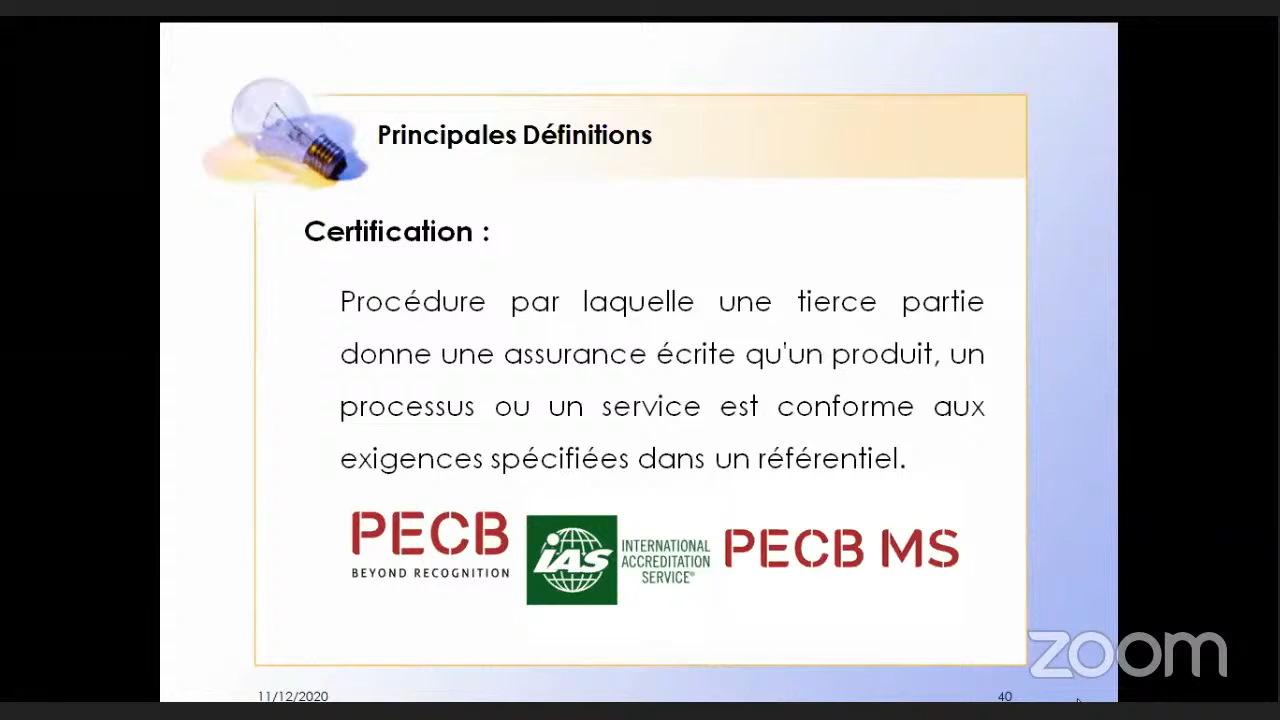 Principales Définitions
Certification :
Procédure par laquelle une tierce partie
donne une assurance écrite qu'un produit, un
processus ou un service est conforme aux
exigences spécifiées dans un référentiel.
PECB
BEYOND RECOGNITION
IAS
INTERNATIONAL
ACCREDITATION
SERVICE®
PECB MS
zoom
11/12/2020
40